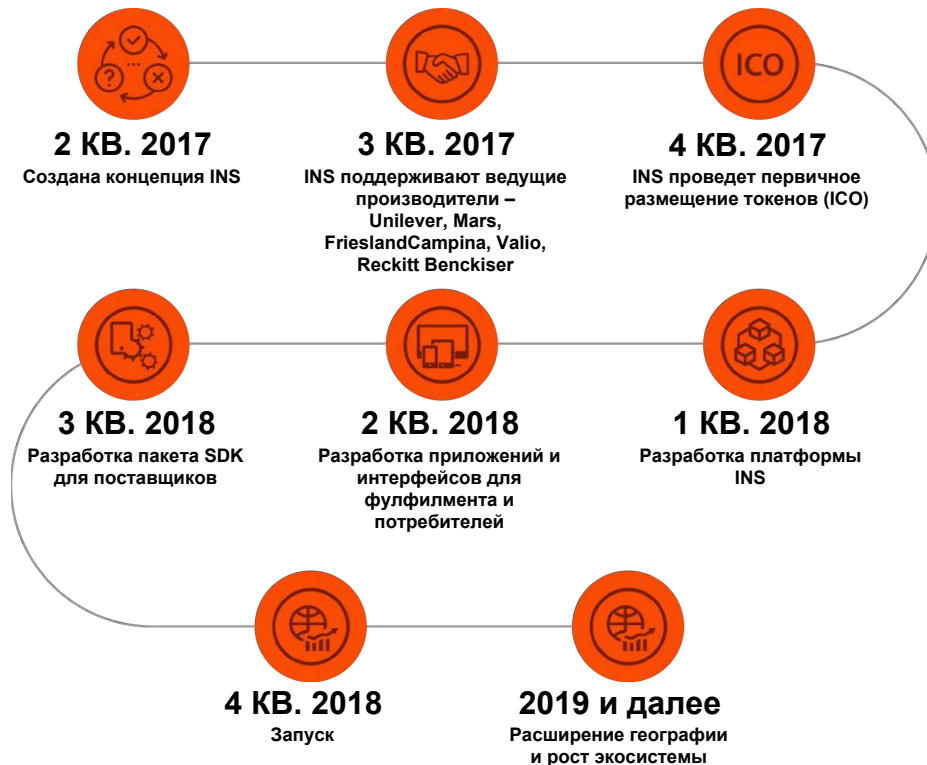 ICO
2 КВ. 2017
Создана концепция INS
3 КВ. 2017
INS поддерживают ведущие
производители –
Unilever, Mars,
FrieslandCampina, Valio,
Reckitt Benckiser
4 КВ. 2017
INS проведет первичное
размещение токенов (ICO)
3 КВ. 2018
Разработка пакета SDK
для поставщиков
2 КВ. 2018
Разработка приложений и
интерфейсов для
фулфилмента и
потребителей
1 КВ. 2018
Разработка платформы
INS
4 КВ. 2018
Запуск
2019 и далее
Расширение географии
и рост экосистемы